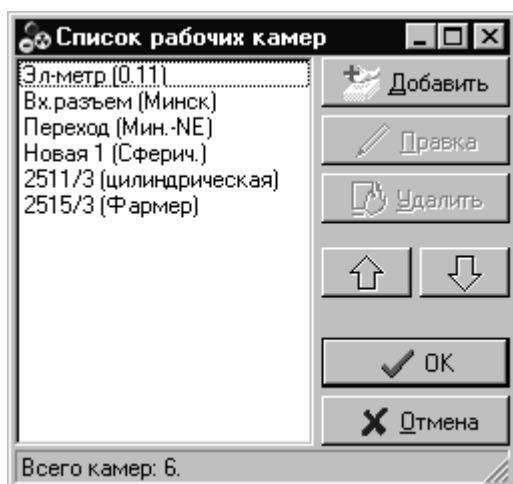 Список рабочих камер
Эл-метр (0.11)
Вх.разъем (Минск)
Переход (Мин.-NE)
Новая 1 (Сферич.)
2511/3 (цилиндрическая)
2515/3 (Фармер)
Добавить
Правка
Удалить
OK
Отмена
Всего камер: 6.